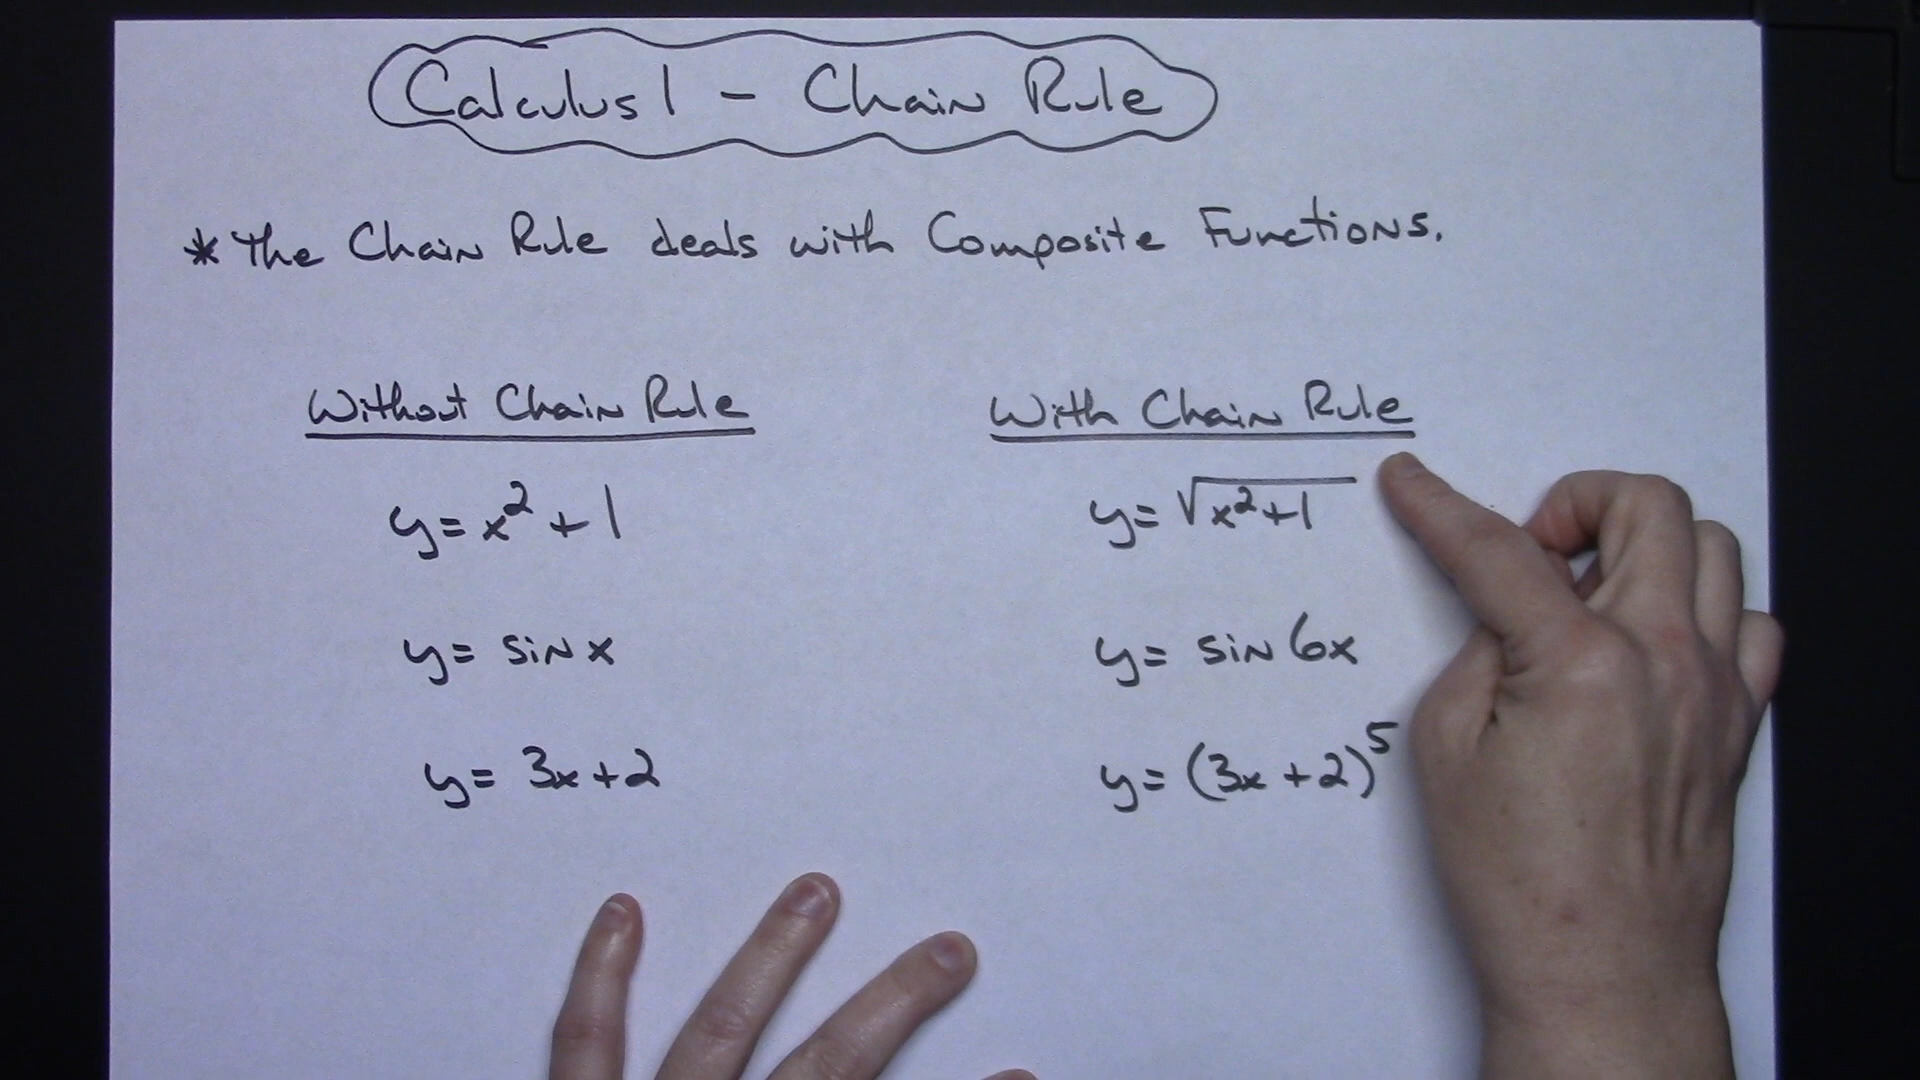 Calculus 1 - Chain Rule
* The Chain Rule deals with Composite Functions.
Without Chain Rule
y = x² + 1
y = sin x
y = 3x + 2
With Chain Rule
y = √(x²+1)
y = sin 6x
y = (3x + 2)⁵